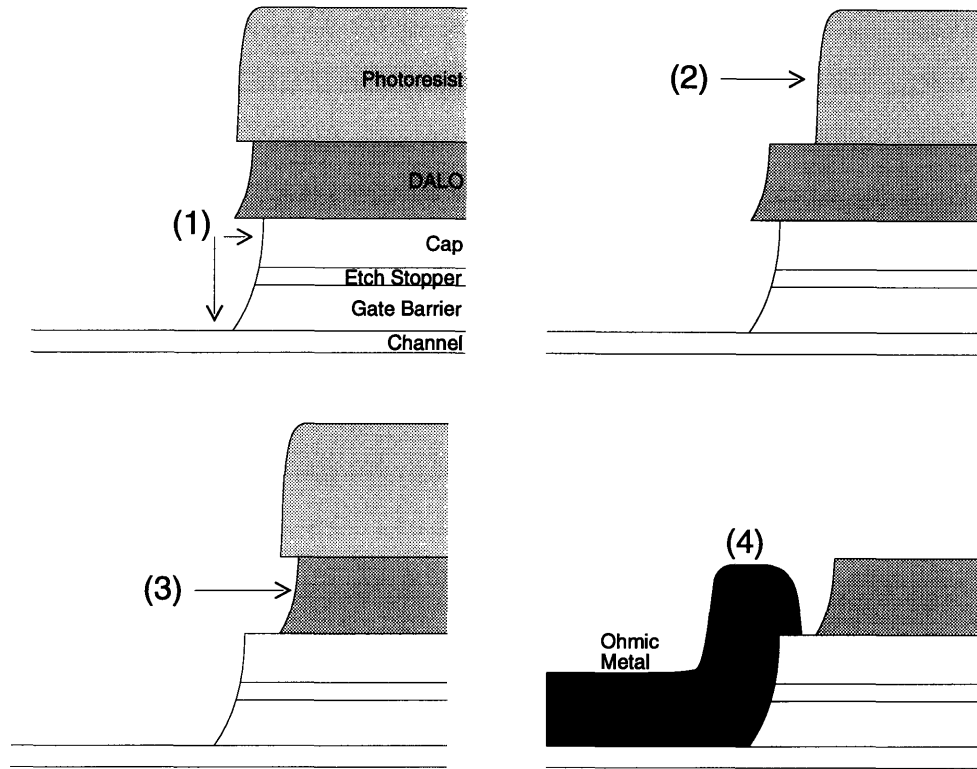 Photoresist
DALO
(1)
Cap
Etch Stopper
Gate Barrier
Channel
(2)
(3)
(4)
Ohmic
Metal